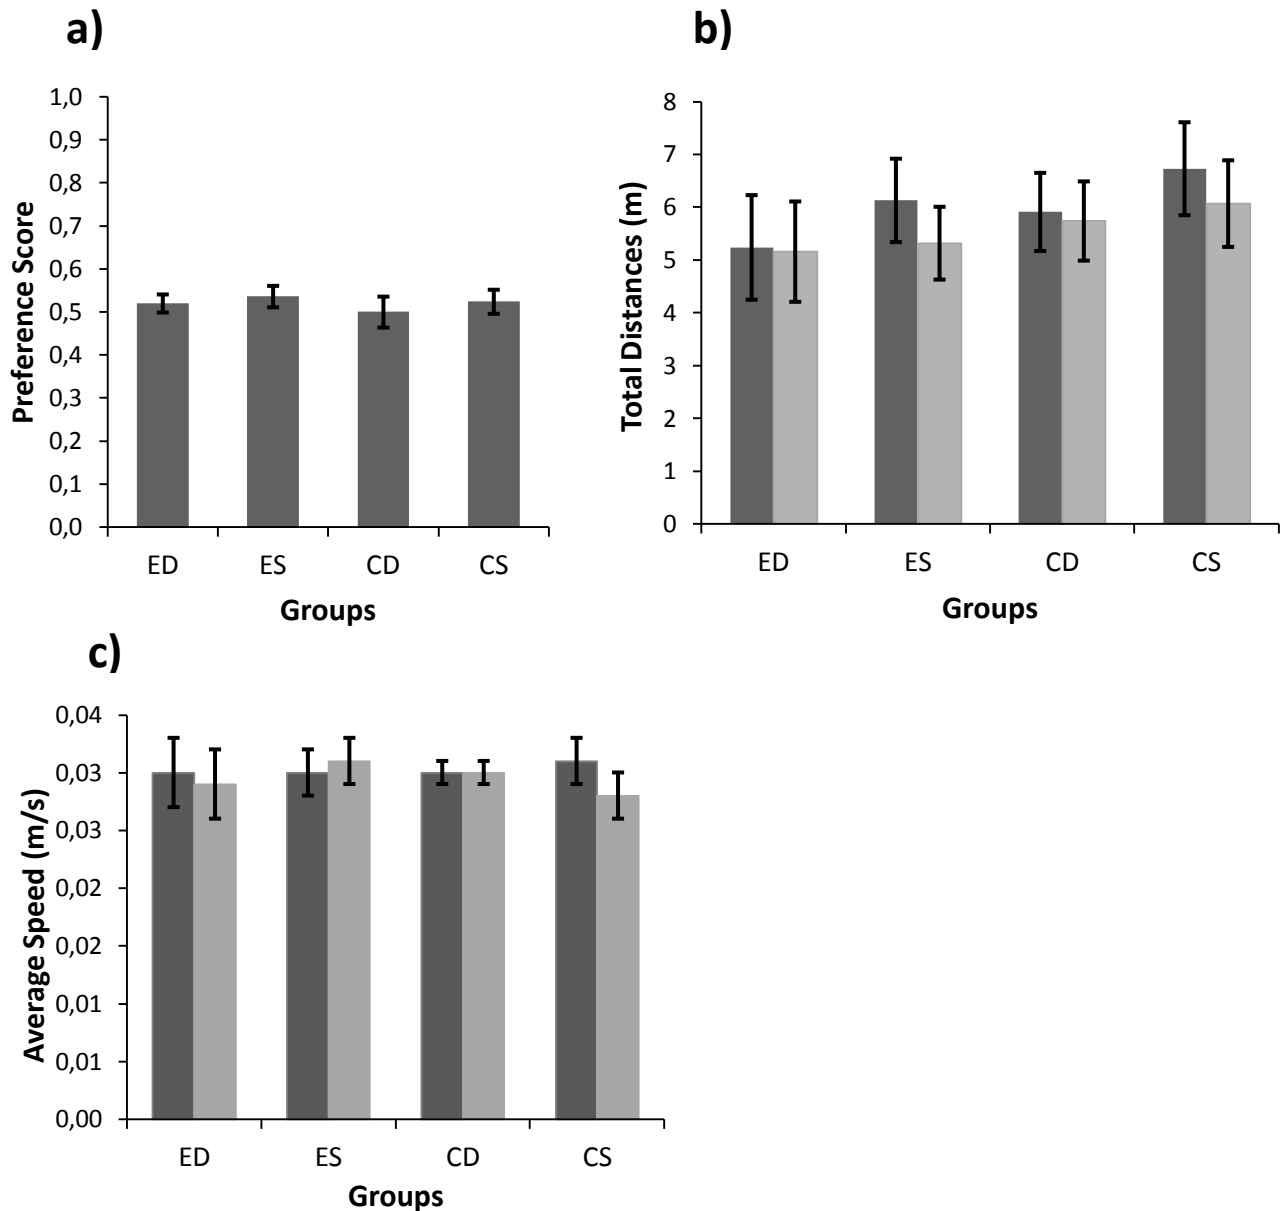 a)
1,0
0,9
0,8
0,7
0,6
0,5
0,4
0,3
0,2
0,1
0,0
Preference Score
ED ES CD CS
Groups
b)
8
7
6
5
4
3
2
1
0
Total Distances (m)
ED ES CD CS
Groups
c)
0,04
0,03
0,03
0,02
0,02
0,01
0,01
0,00
Average Speed (m/s)
ED ES CD CS
Groups